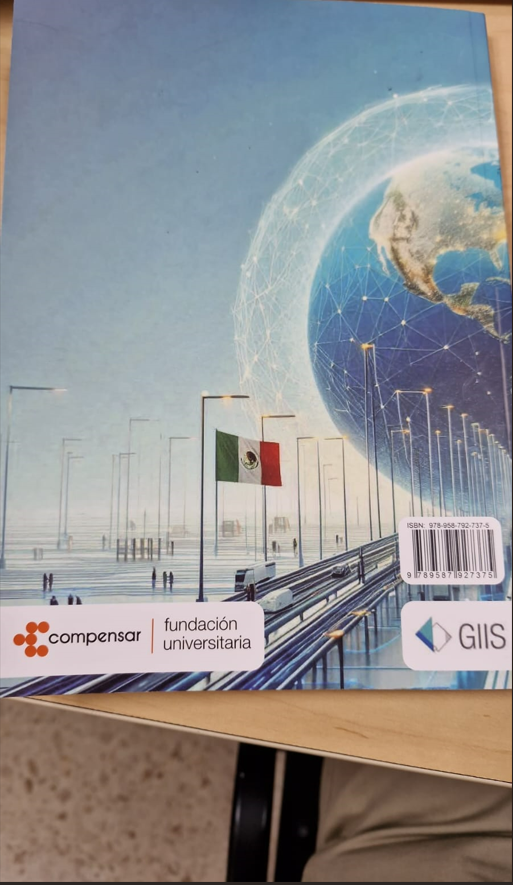 ISBN: 978-958-792-737-5
9 789587 927375
compensar
fundación
universitaria
GIIS